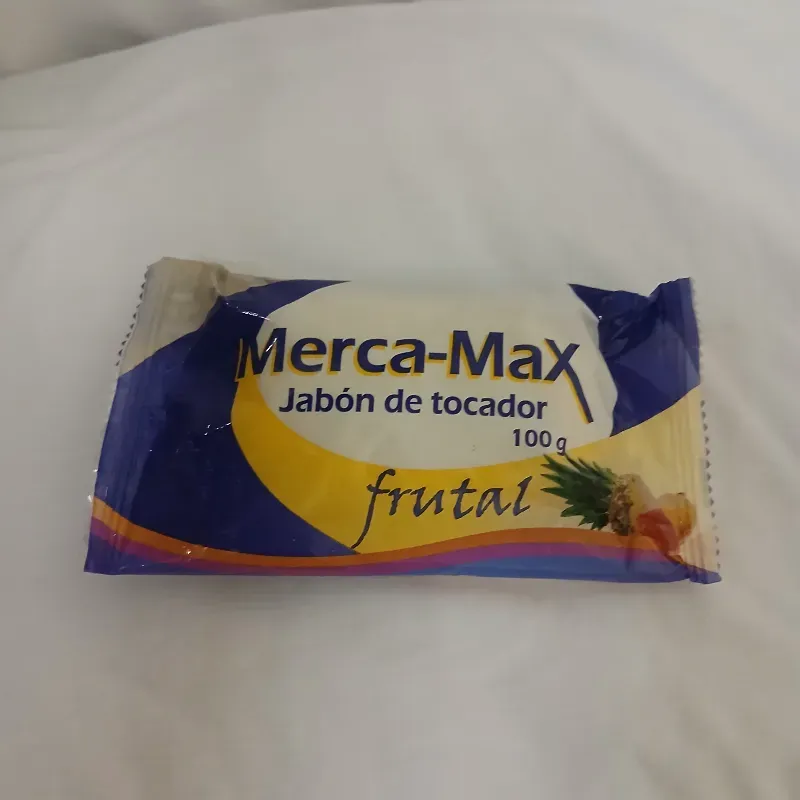 Merca-Max
Jabón de tocador
100 g
frutal